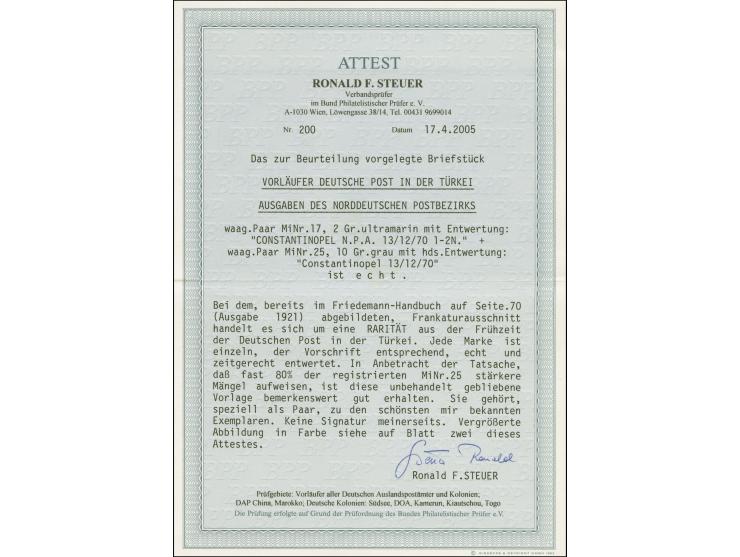 ATTEST
RONALD F. STEUER
Verbandsprüfer
im Bund Philatelistischer Prüfer e. V.
A-1030 Wien, Löwengasse 38/14, Tel. 00431 9699014
Nr. 200 Datum 17.4.2005
Das zur Beurteilung vorgelegte Briefstück
VORLÄUFER DEUTSCHE POST IN DER TÜRKEI
AUSGABEN DES NORDDEUTSCHEN POSTBEZIRKS
waag.Paar MiNr.17, 2 Gr.ultramarin mit Entwertung:
"CONSTANTINOPEL N.P.A. 13/12/70 1-2N." +
waag.Paar MiNr.25, 10 Gr.grau mit hds.Entwertung:
"Constantinopel 13/12/70"
ist e c h t .
Bei dem, bereits im Friedemann-Handbuch auf Seite.70
(Ausgabe 1921) abgebildeten, Frankaturausschnitt
handelt es sich um eine RARITÄT aus der Frühzeit
der Deutschen Post in der Türkei. Jede Marke ist
einzeln, der Vorschrift entsprechend, echt und
zeitgerecht entwertet. In Anbetracht der Tatsache,
daß fast 80% der registrierten MiNr.25 stärkere
Mängel aufweisen, ist diese unbehandelt gebliebene
Vorlage bemerkenswert gut erhalten. Sie gehört,
speziell als Paar, zu den schönsten mir bekannten
Exemplaren. Keine Signatur meinerseits. Vergrößerte
Abbildung in Farbe siehe auf Blatt zwei dieses
Attestes.
Ronald F.STEUER
Prüfgebiete: Vorläufer aller Deutschen Auslandspostämter und Kolonien;
DAP China, Marokko; Deutsche Kolonien: Südsee, DOA, Kamerun, Kiautschou, Togo
Die Prüfung erfolgte auf Grund der Prüfordnung des Bundes Philatelistischer Prüfer e.V.